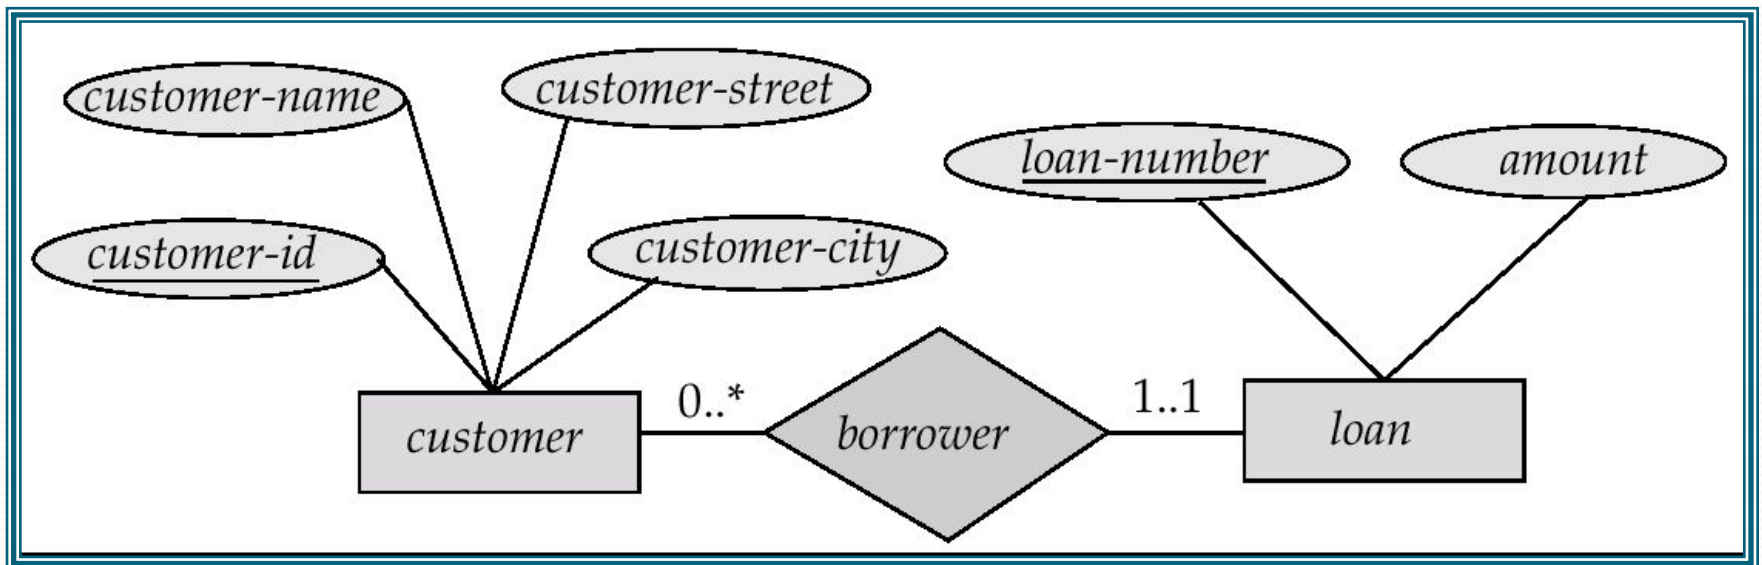 customer-name
customer-street
loan-number
amount
customer-id
customer-city
customer
0..*
borrower
1..1
loan